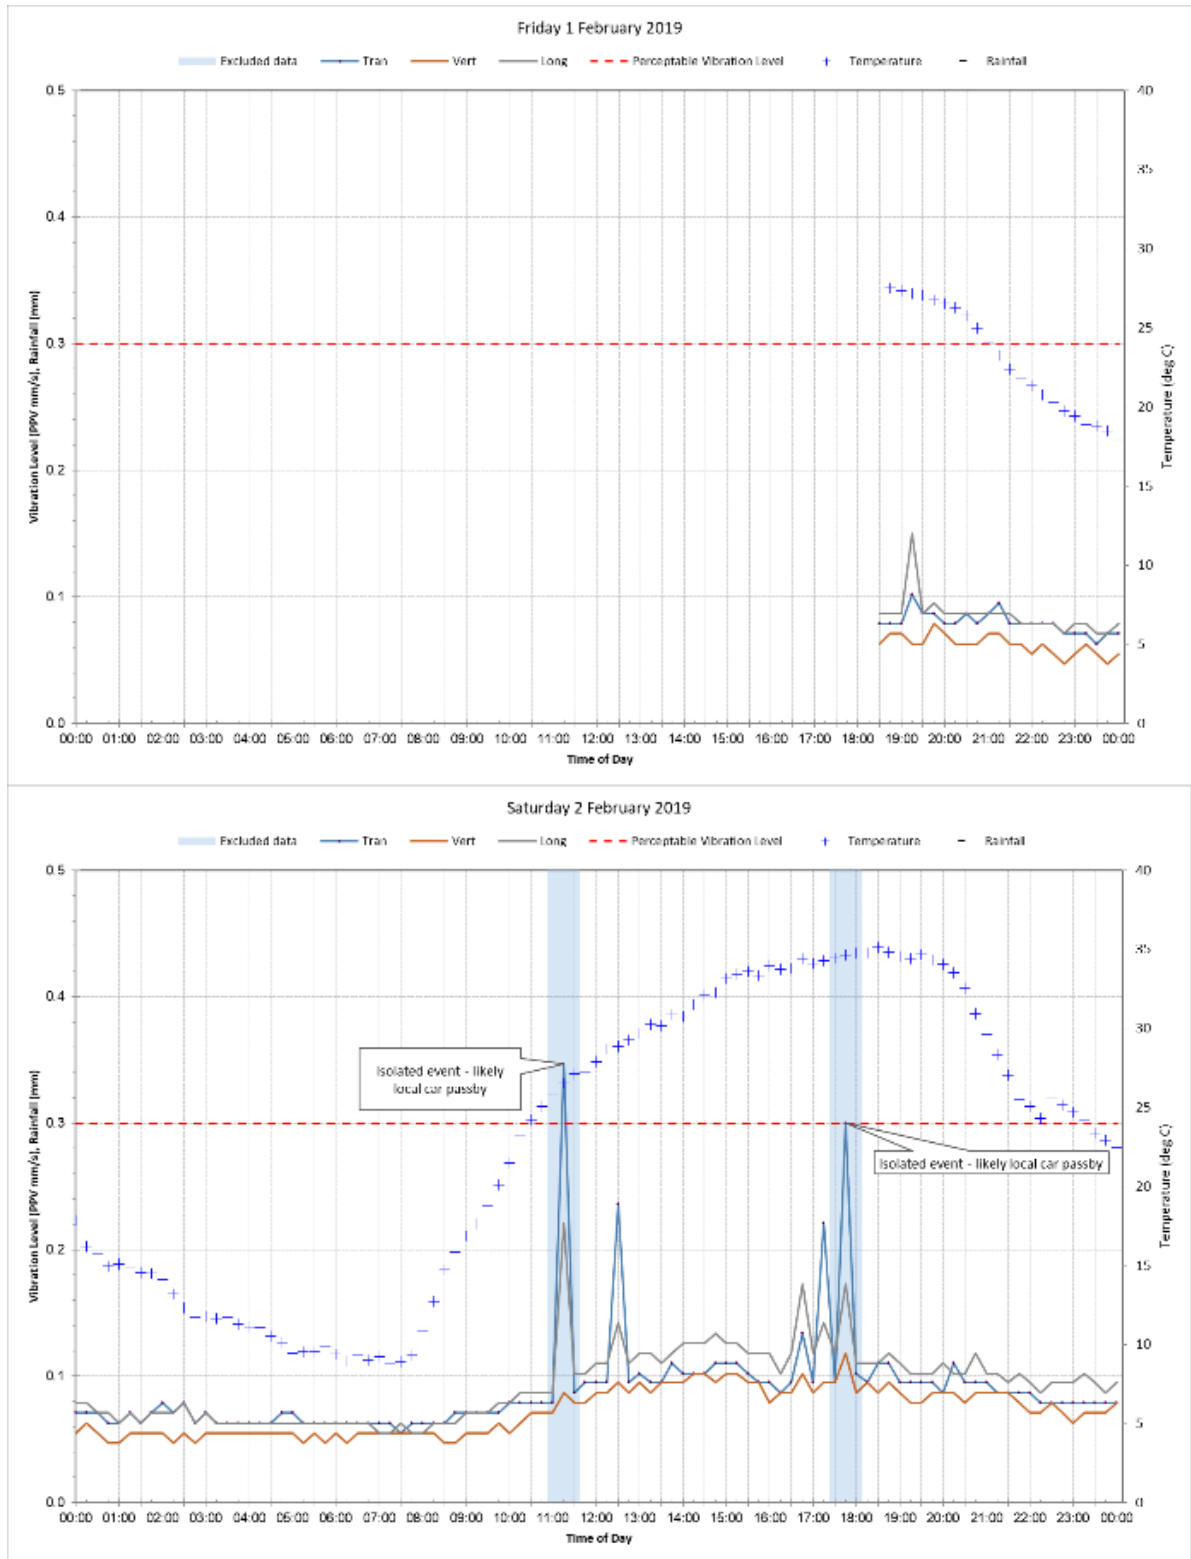 Friday 1 February 2019
Excluded data Tran Vert Long Perceptable Vibration Level Temperature Rainfall
0.5 40
35
0.4
30
0.3 25
20
0.2
15
0.1 10
5
0.0 0
Vibration Level [PPV mm/s], Rainfall [mm]
Temperature (deg C)
00:00 01:00 02:00 03:00 04:00 05:00 06:00 07:00 09:00 10:00 11:00 12:00 13:00 14:00 15:00 16:00 17:00 18:00 19:00 20:00 21:00 22:00 23:00 00:00
Time of Day
Saturday 2 February 2019
Excluded data Tran Vert Long Perceptable Vibration Level Temperature Rainfall
0.5 40
35
0.4
30
Isolated event - likely
local car passby
0.3 25
Isolated event - likely local car passby
20
0.2
15
0.1 10
5
0.0 0
Vibration Level [PPV mm/s], Rainfall [mm]
Temperature (deg C)
00:00 01:00 02:00 03:00 04:00 05:00 06:00 07:00 09:00 10:00 11:00 12:00 13:00 14:00 15:00 16:00 17:00 18:00 19:00 20:00 21:00 22:00 23:00 00:00
Time of Day